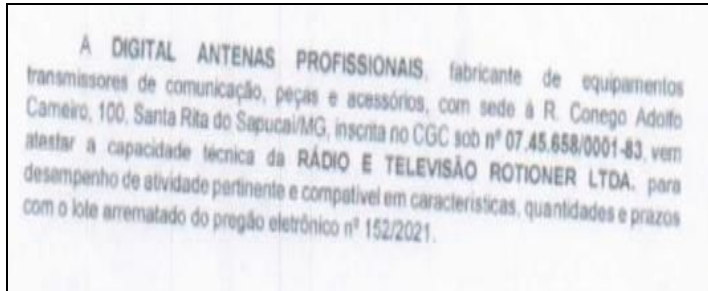 A DIGITAL ANTENAS PROFISSIONAIS, fabricante de equipamentos
transmissores de comunicação, peças e acessórios, com sede à R. Conego Adolfo
Carneiro, 100, Santa Rita do Sapucaí/MG, inscrita no CGC sob nº 07.45.658/0001-83, vem
atestar a capacidade técnica da RÁDIO E TELEVISÃO ROTIONER LTDA, para
desempenho de atividade pertinente e compatível em características, quantidades e prazos
com o lote arrematado do pregão eletrônico nº 152/2021.